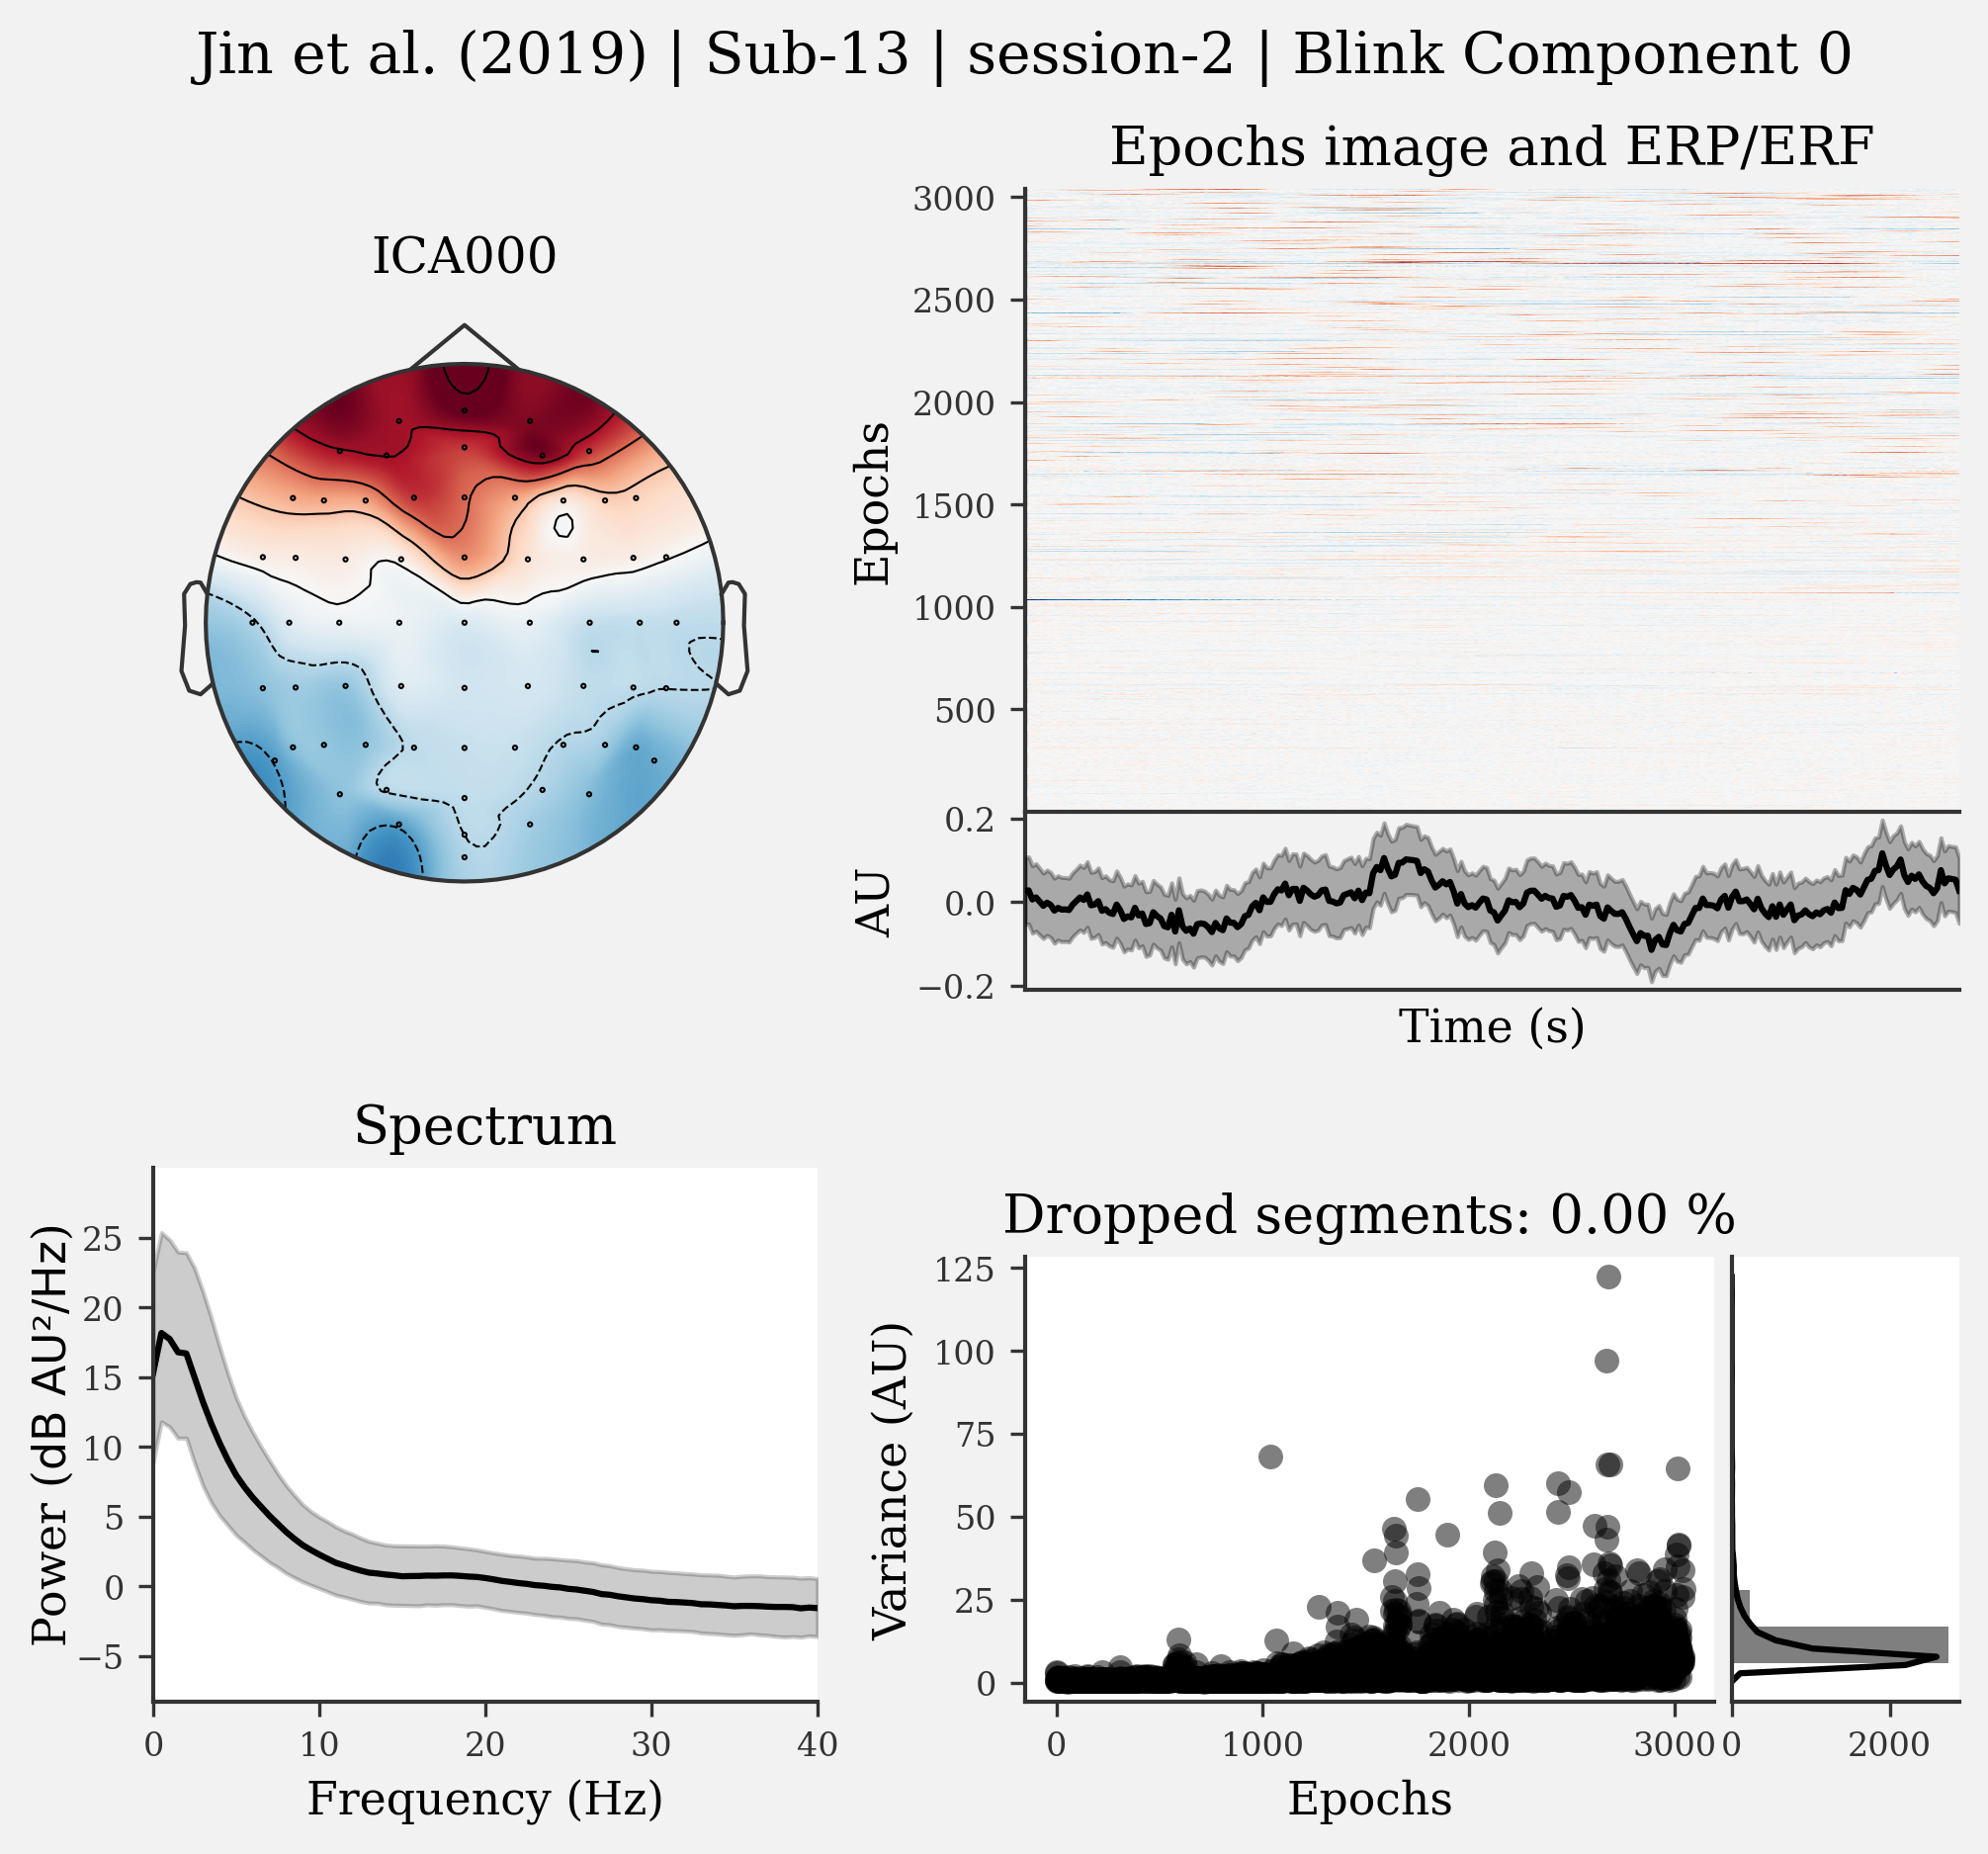 Jin et al. (2019) | Sub-13 | session-2 | Blink Component 0
ICA000
Epochs image and ERP/ERF
3000
2500
2000
1500
1000
500
Epochs
0.2
0.0
−0.2
AU
Time (s)
Spectrum
25
20
15
10
5
0
−5
Power (dB AU²/Hz)
0 10 20 30 40
Frequency (Hz)
Dropped segments: 0.00 %
125
100
75
50
25
0
Variance (AU)
0 1000 2000 3000
Epochs
0 2000